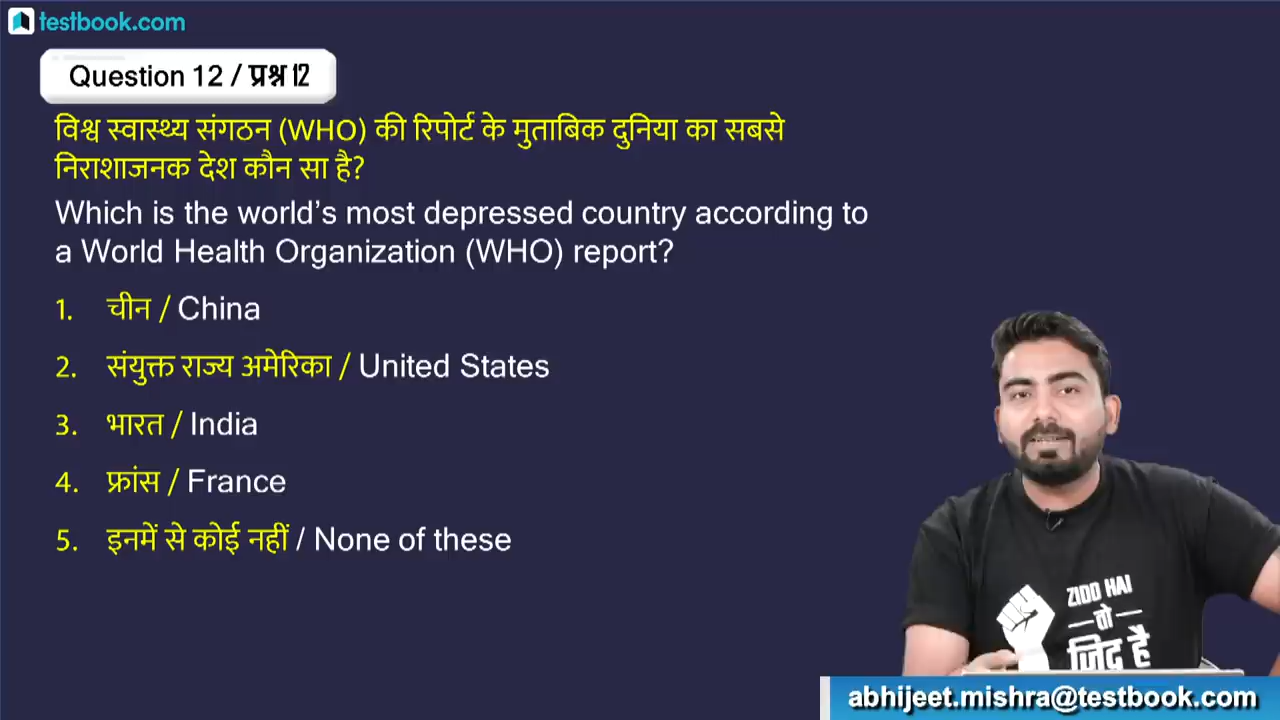 testbook.com
Question 12 / प्रश्न 12
विश्व स्वास्थ्य संगठन (WHO) की रिपोर्ट के मुताबिक दुनिया का सबसे
निराशाजनक देश कौन सा है?
Which is the world’s most depressed country according to
a World Health Organization (WHO) report?
1. चीन / China
2. संयुक्त राज्य अमेरिका / United States
3. भारत / India
4. फ्रांस / France
5. इनमें से कोई नहीं / None of these
ZIDD HAI
तो
ज़िद है
abhijeet.mishra@testbook.com